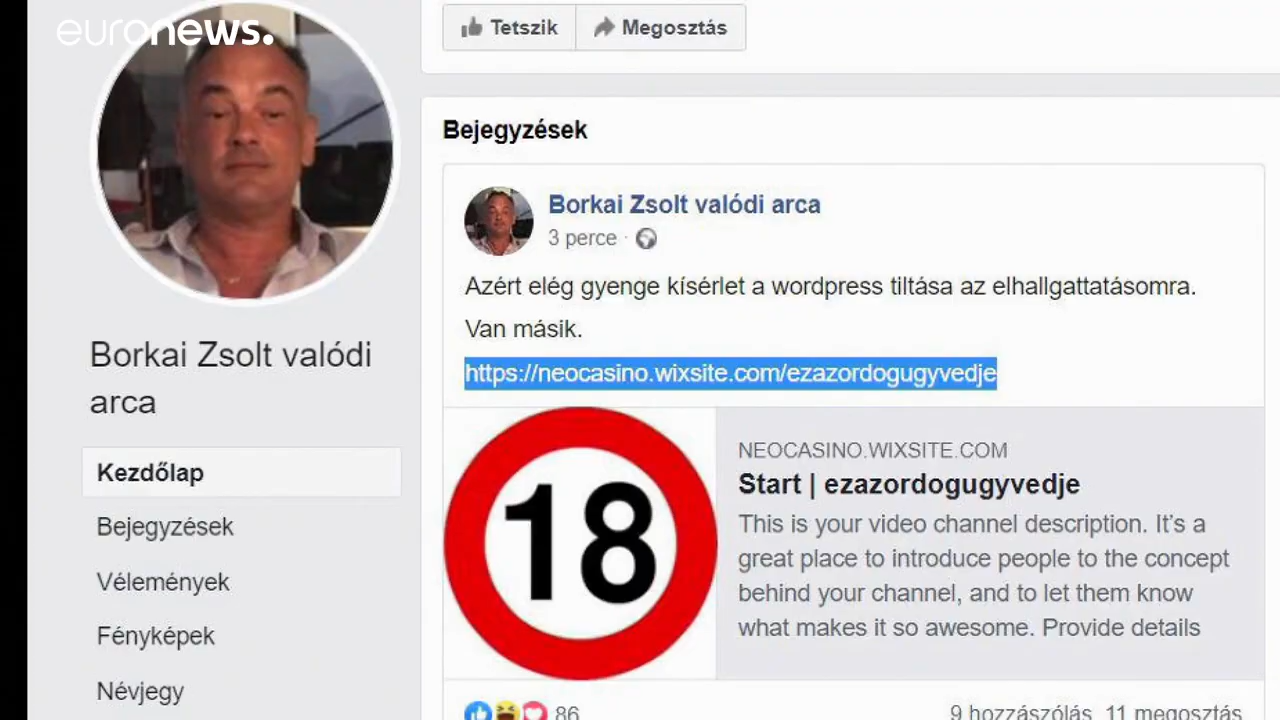 euronews.
Tetszik
Megosztás
Bejegyzések
Borkai Zsolt valódi arca
3 perce ·
Azért elég gyenge kísérlet a wordpress tiltása az elhallgattatásomra.
Van másik.
https://neocasino.wixsite.com/ezazordogugyvedje
18
NEOCASINO.WIXSITE.COM
Start | ezazordogugyvedje
This is your video channel description. It's a
great place to introduce people to the concept
behind your channel, and to let them know
what makes it so awesome. Provide details
86
9 hozzászólás 11 megosztás
Borkai Zsolt valódi
arca
Kezdőlap
Bejegyzések
Vélemények
Fényképek
Névjegy